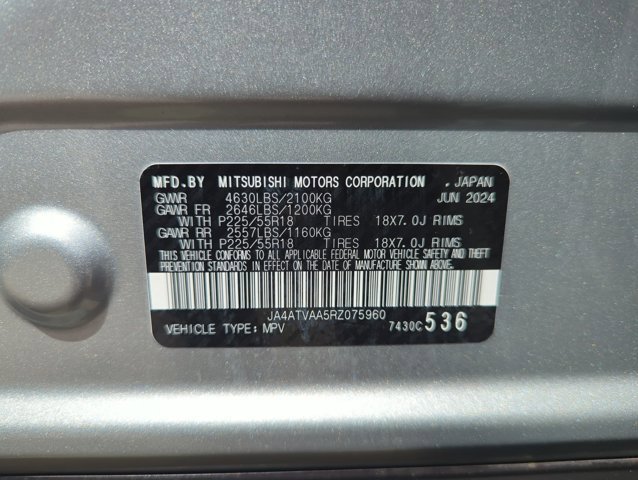 MFD.BY MITSUBISHI MOTORS CORPORATION . JAPAN
GVWR 4630LBS/2100KG JUN 2024
GAWR FR 2646LBS/1200KG
WITH P225/55R18 TIRES 18X7.0J RIMS
GAWR RR 2557LBS/1160KG
WITH P225/55R18 TIRES 18X7.0J RIMS
THIS VEHICLE CONFORMS TO ALL APPLICABLE FEDERAL MOTOR VEHICLE SAFETY AND THEFT
PREVENTION STANDARDS IN EFFECT ON THE DATE OF MANUFACTURE SHOWN ABOVE.
JA4ATVAA5RZ075960
VEHICLE TYPE: MPV 7430C 536